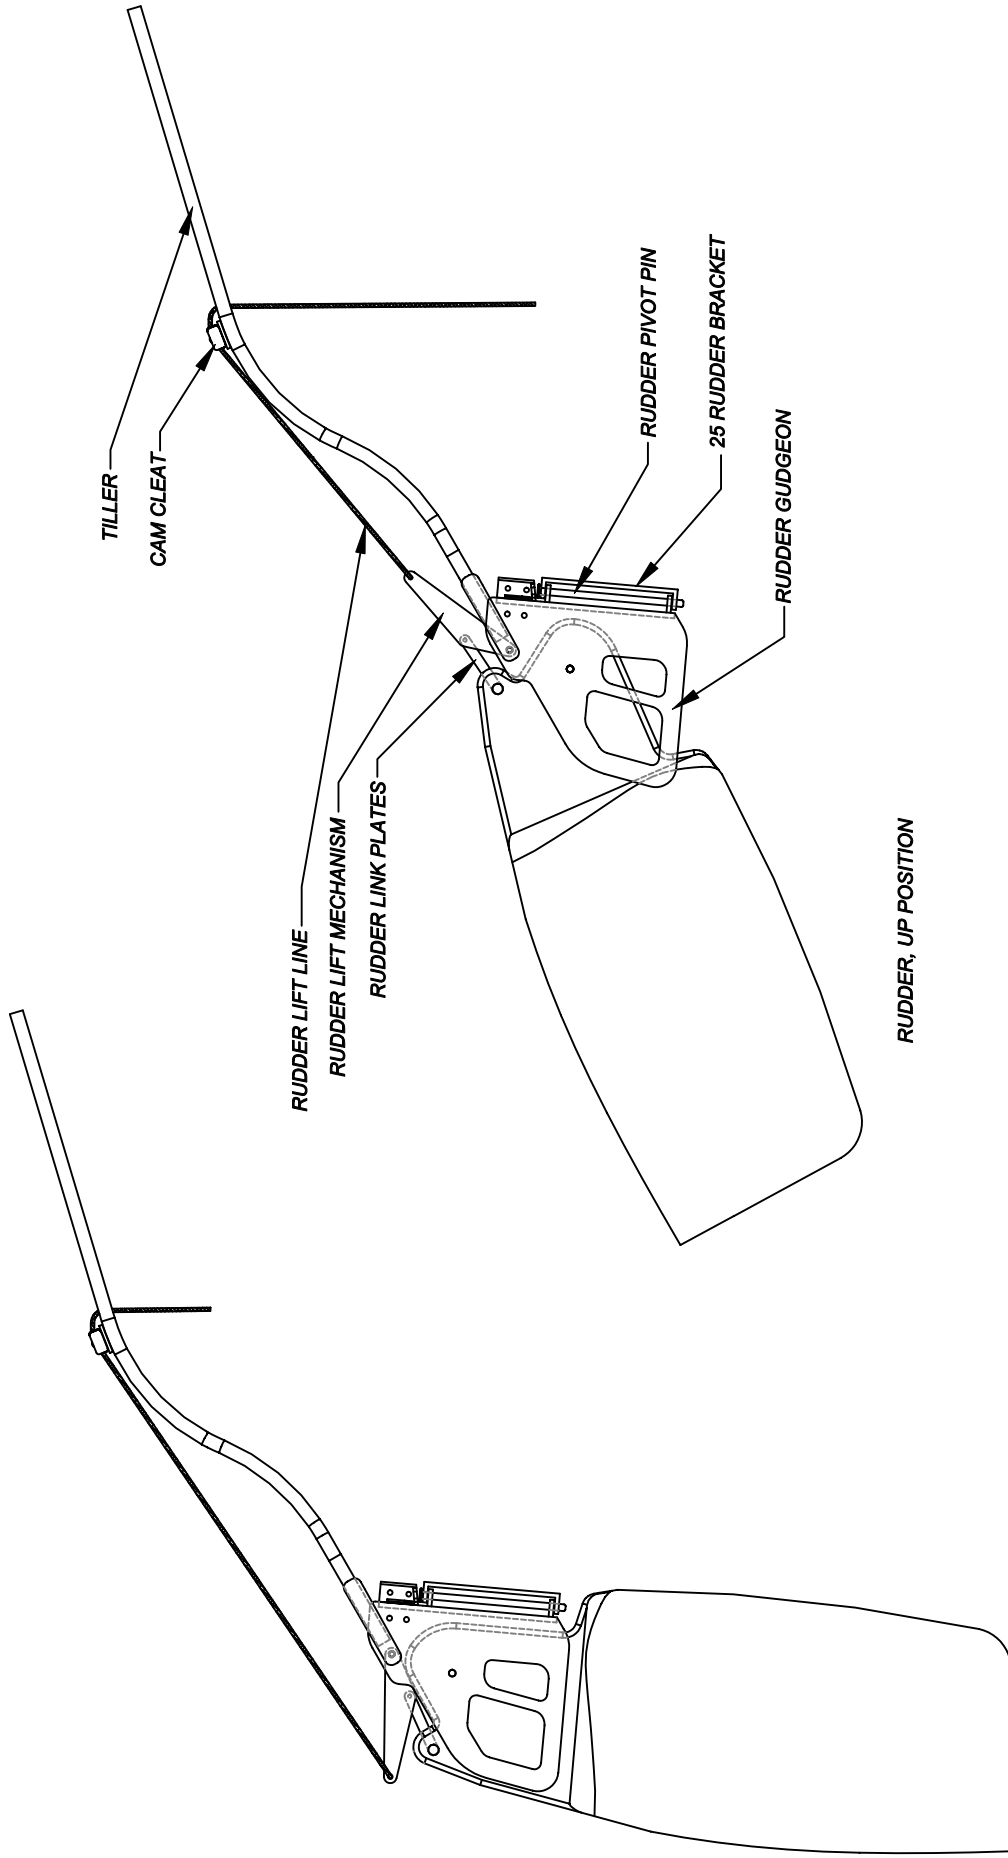 TILLER
CAM CLEAT
RUDDER LIFT LINE
RUDDER LIFT MECHANISM
RUDDER LINK PLATES
RUDDER PIVOT PIN
25 RUDDER BRACKET
RUDDER GUDGEON
RUDDER, UP POSITION